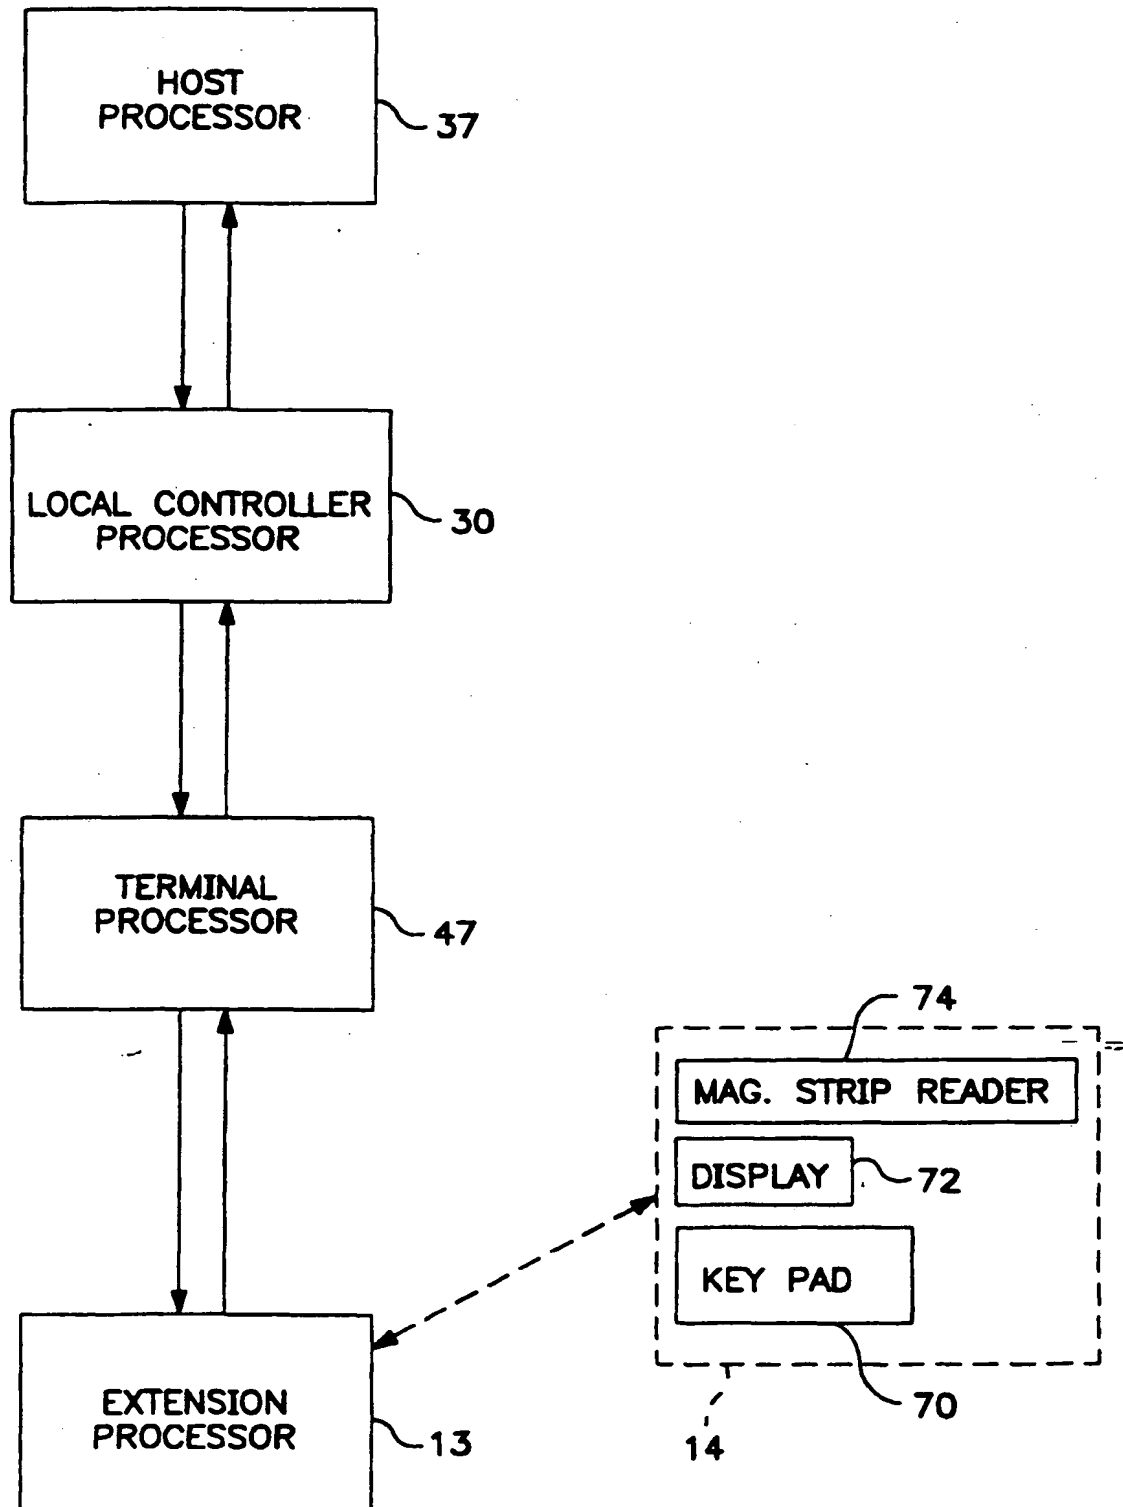 HOST
PROCESSOR
37
LOCAL CONTROLLER
PROCESSOR
30
TERMINAL
PROCESSOR
47
74
MAG. STRIP READER
DISPLAY
72
KEY PAD
70
14
EXTENSION
PROCESSOR
13